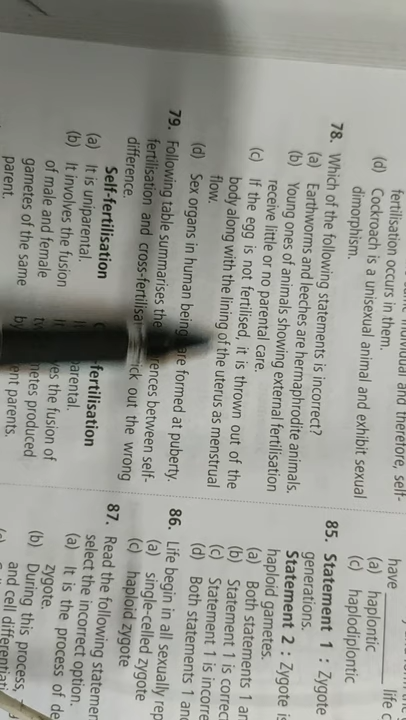 individual and therefore, self-
fertilisation occurs in them.
(d) Cockroach is a unisexual animal and exhibit sexual
dimorphism.
78. Which of the following statements is incorrect?
(a) Earthworms and leeches are hermaphrodite animals.
(b) Young ones of animals showing external fertilisation
receive little or no parental care.
(c) If the egg is not fertilised, it is thrown out of the
body along with the lining of the uterus as menstrual
flow.
(d) Sex organs in human being are formed at puberty.
79. Following table summarises the differences between self-
fertilisation and cross-fertilisation. Pick out the wrong
difference.
Self-fertilisation
(a) It is uniparental.
(b) It involves the fusion
of male and female
gametes of the same
parent.
fertilisation
parental.
the fusion of
produced
by parents.
have ______ life c
(a) haplontic
(c) haplodiplontic
85. Statement 1 : Zygote
generations.
Statement 2 : Zygote is
haploid gametes.
(a) Both statements 1 an
(b) Statement 1 is correc
(c) Statement 1 is incorre
(d) Both statements 1 and
86. Life begin in all sexually rep
(a) single-celled zygote
(c) haploid zygote
87. Read the following statemen
select the incorrect option.
(a) It is the process of de
zygote.
(b) During this process,
and cell differentiati